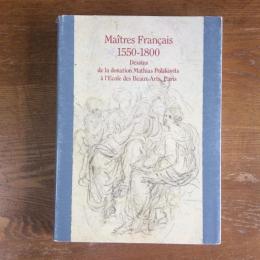 Maîtres Français
1550-1800
Dessins
de la donation Mathias Polakovits
à l'Ecole des Beaux-Arts, Paris